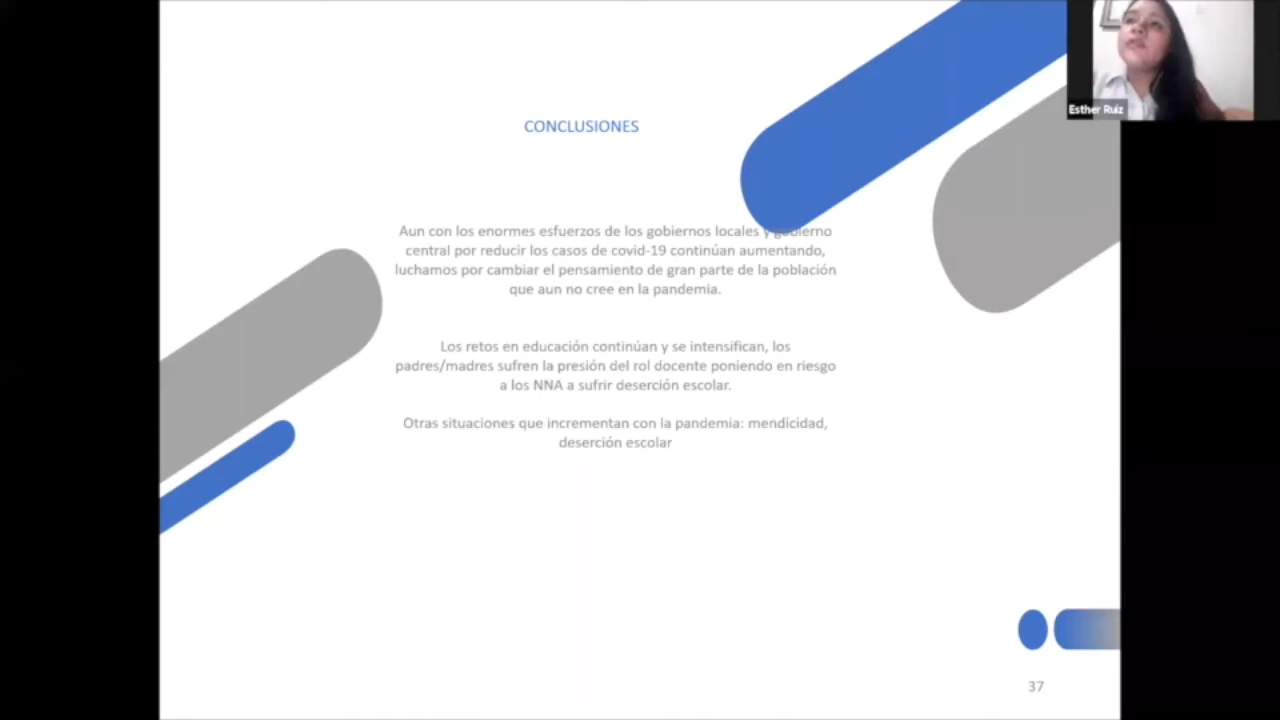 Esther Ruiz
CONCLUSIONES
Aun con los enormes esfuerzos de los gobiernos locales y gobierno
central por reducir los casos de covid-19 continúan aumentando,
luchamos por cambiar el pensamiento de gran parte de la población
que aun no cree en la pandemia.
Los retos en educación continúan y se intensifican, los
padres/madres sufren la presión del rol docente poniendo en riesgo
a los NNA a sufrir deserción escolar.
Otras situaciones que incrementan con la pandemia: mendicidad,
deserción escolar
37